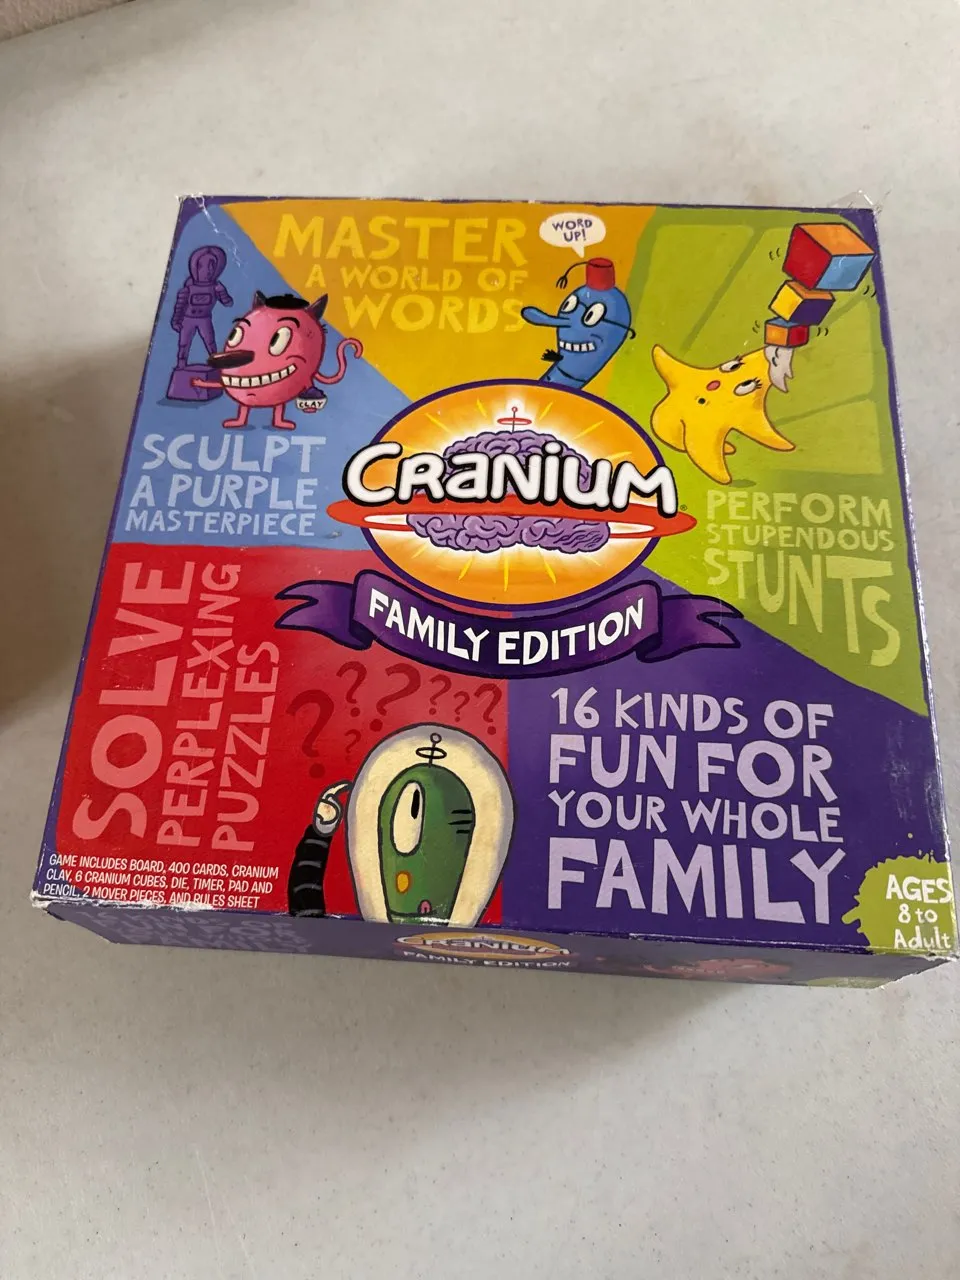 MASTER
A WORLD OF
WORDS
WORD
UP!
CLAY
SCULPT
A PURPLE
MASTERPIECE
CRANIUM
FAMILY EDITION
PERFORM
STUPENDOUS
STUNTS
SOLVE
PERPLEXING
PUZZLES
? ? ? ? ? ? ?
16 KINDS OF
FUN FOR
YOUR WHOLE
FAMILY
GAME INCLUDES BOARD, 400 CARDS, CRANIUM
CLAY, 6 CRANIUM CUBES, DIE, TIMER, PAD AND
PENCIL, 2 MOVER PIECES, AND RULES SHEET
AGES
8 to
Adult
CRANIUM
FAMILY EDITION